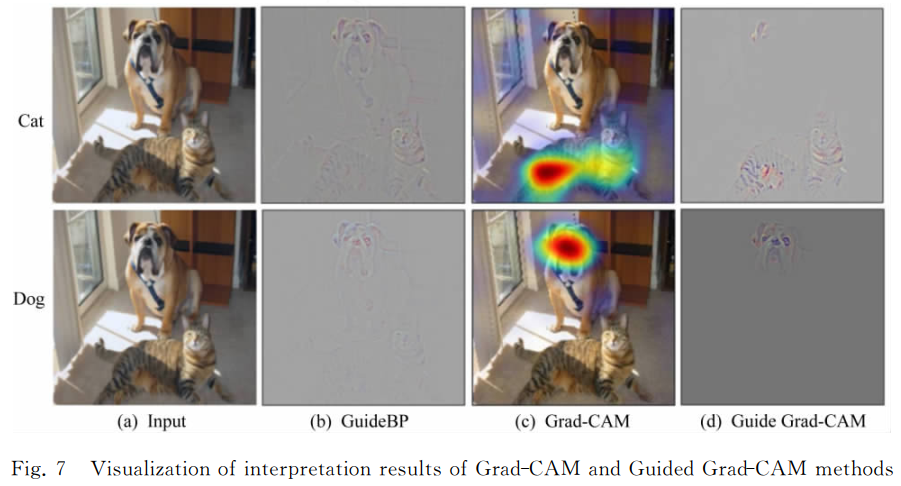 Cat
Dog
(a) Input
(b) GuideBP
(c) Grad-CAM
(d) Guide Grad-CAM
Fig. 7 Visualization of interpretation results of Grad-CAM and Guided Grad-CAM methods